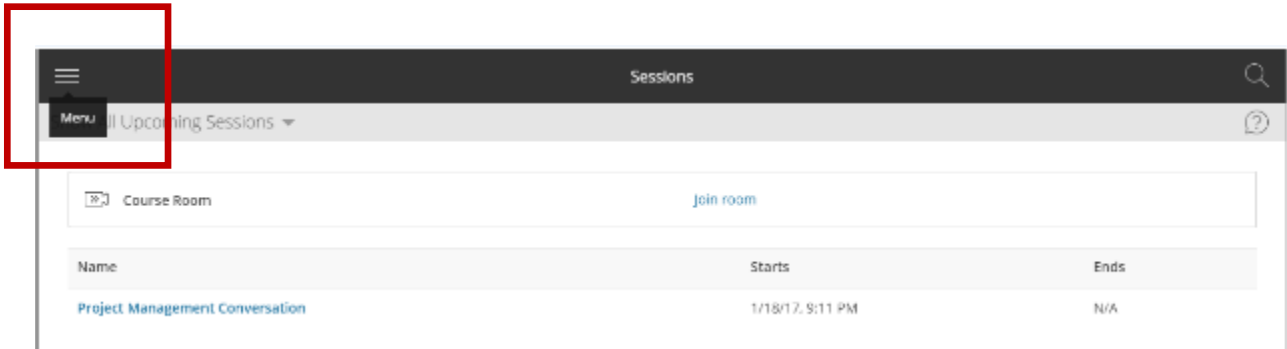 Sessions
Menu
ll Upcoming Sessions
Course Room
Join room
Name Starts Ends
Project Management Conversation 1/18/17, 9:11 PM N/A